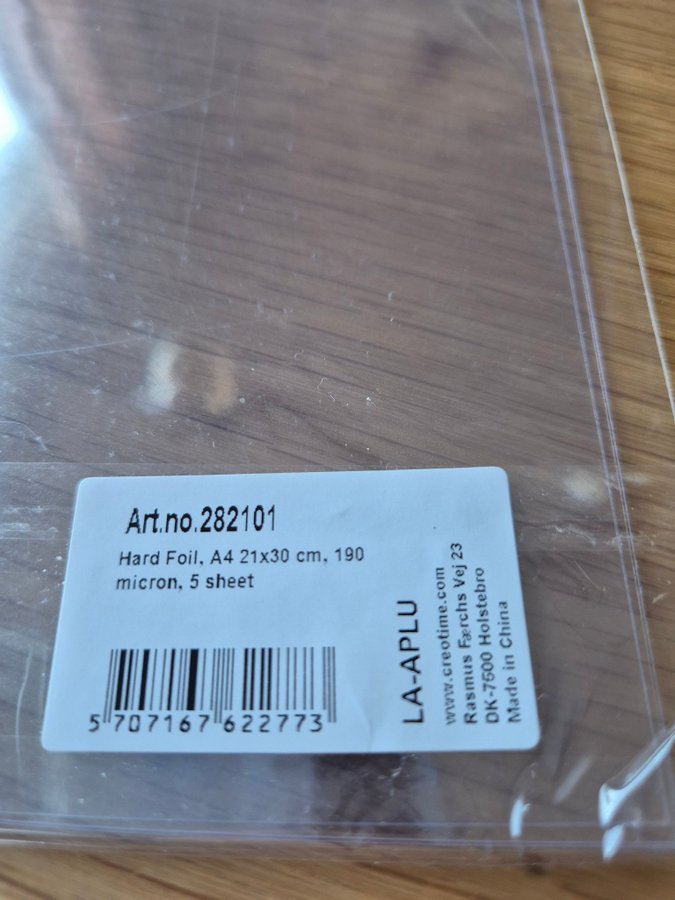 Art.no.282101
Hard Foil, A4 21x30 cm, 190
micron, 5 sheet
5 707167 622773
LA-APLU
www.creotime.com
Rasmus Færchs Vej 23
DK-7500 Holstebro
Made in China